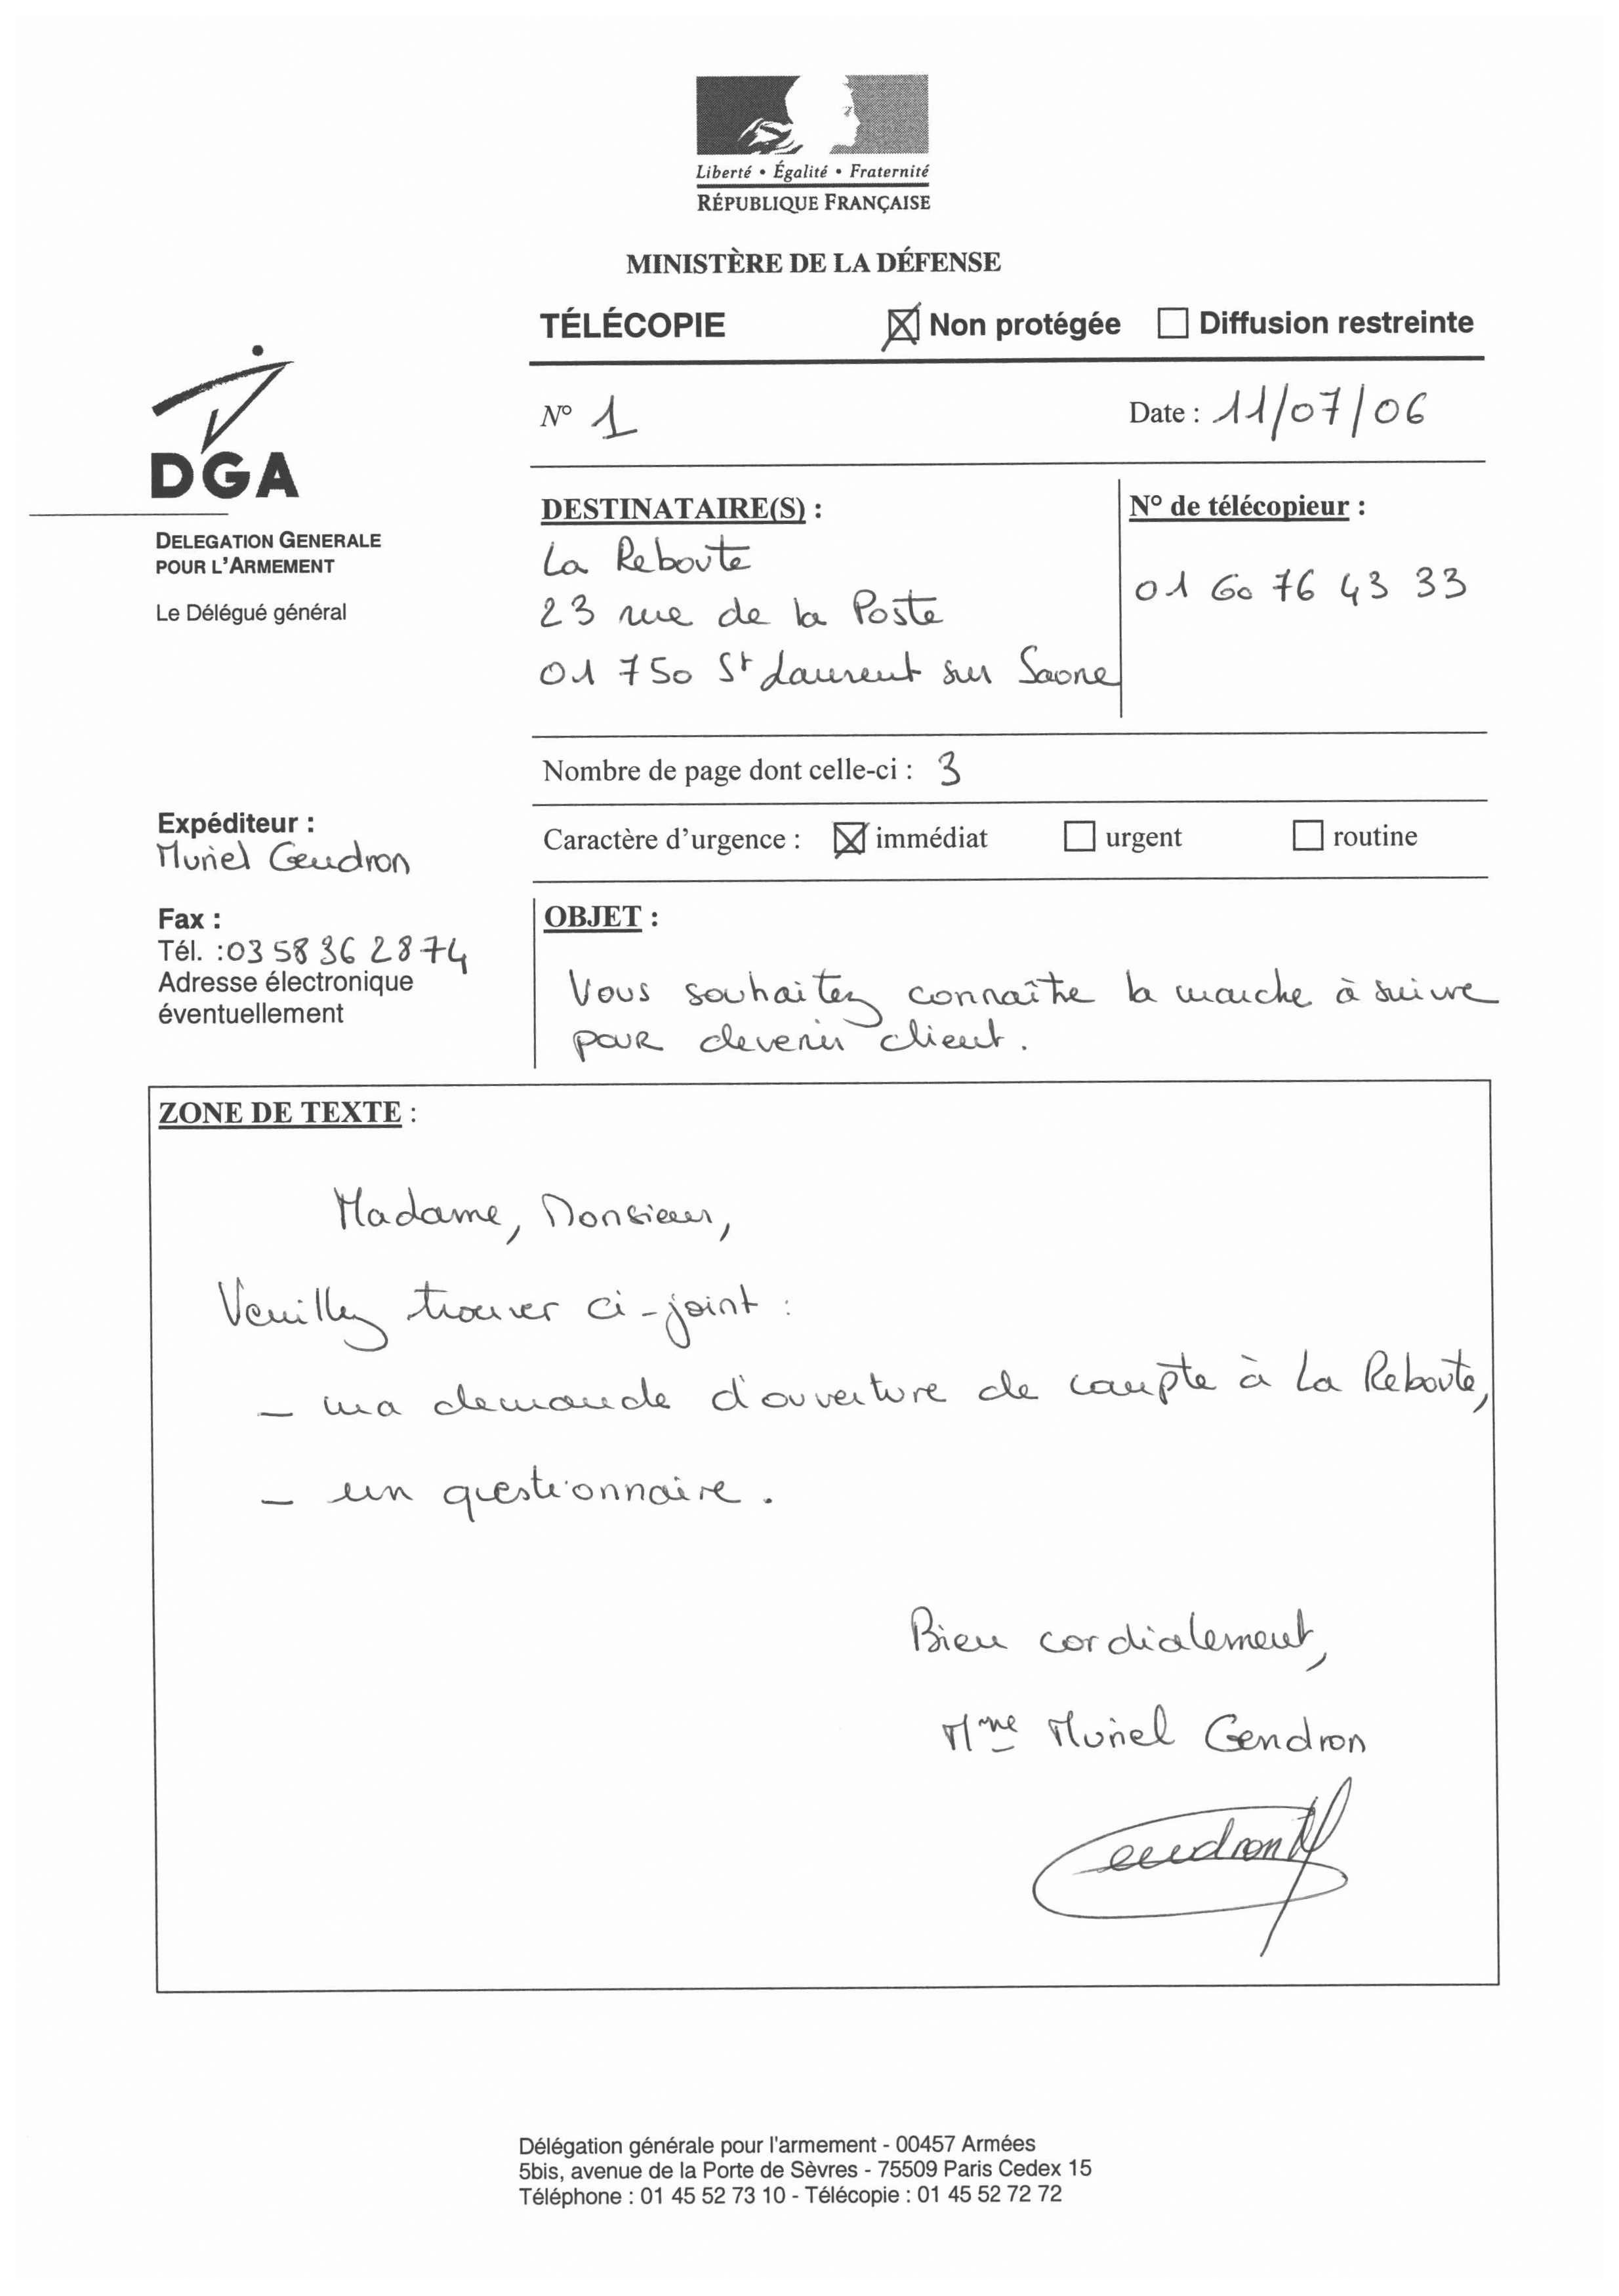 Liberté • Égalité • Fraternité
RÉPUBLIQUE FRANÇAISE
MINISTÈRE DE LA DÉFENSE
TÉLÉCOPIE Non protégée Diffusion restreinte
DGA
DELEGATION GENERALE
POUR L'ARMEMENT
Le Délégué général
N° 1 Date : 11/07/06
DESTINATAIRE(S) :
La Reboute
23 rue de la Poste
01 750 St Laurent sur Saone
N° de télécopieur :
01 60 76 43 33
Nombre de page dont celle-ci : 3
Expéditeur :
Muriel Gendron
Caractère d'urgence : immédiat urgent routine
Fax :
Tél. : 03 58 36 28 74
Adresse électronique
éventuellement
OBJET :
Vous souhaitez connaître la marche à suivre
pour devenir client.
ZONE DE TEXTE :
Madame, Monsieur,
Veuillez trouver ci-joint :
- ma demande d'ouverture de compte à La Reboute,
- un questionnaire.
Bien cordialement,
Mme Muriel Gendron
Gendron M
Délégation générale pour l'armement - 00457 Armées
5bis, avenue de la Porte de Sèvres - 75509 Paris Cedex 15
Téléphone : 01 45 52 73 10 - Télécopie : 01 45 52 72 72